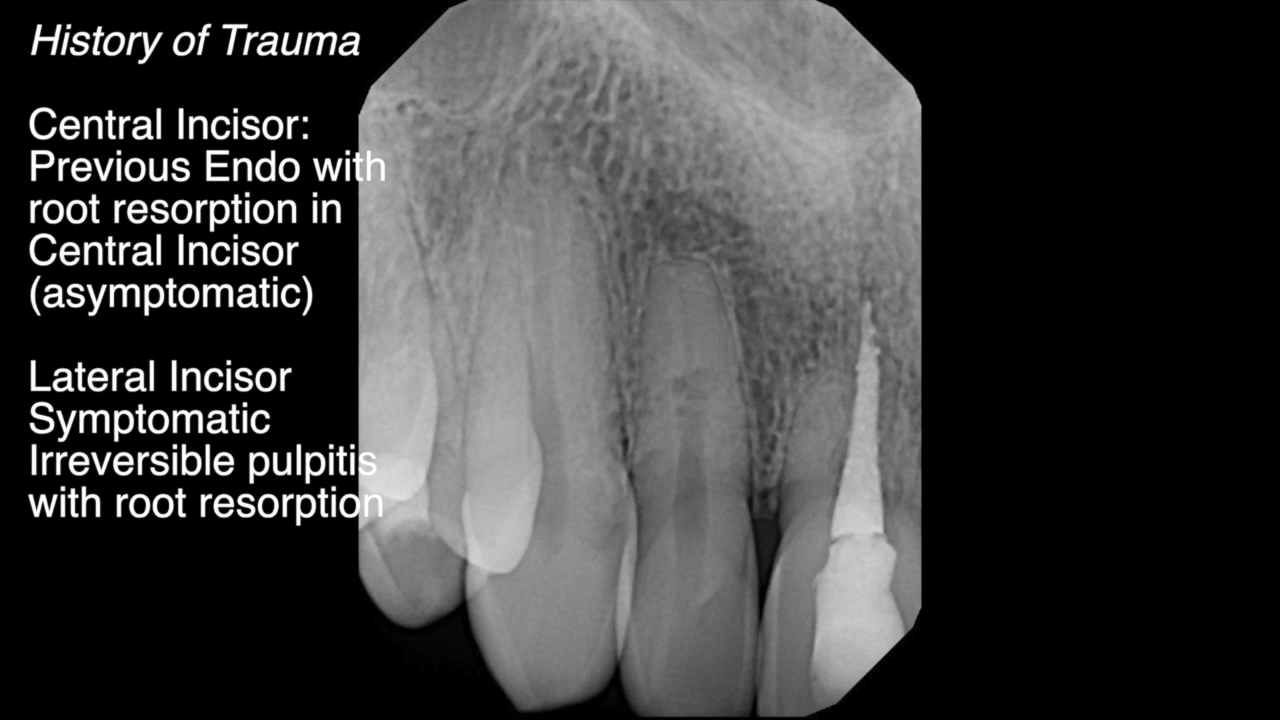 History of Trauma
Central Incisor:
Previous Endo with
root resorption in
Central Incisor
(asymptomatic)
Lateral Incisor
Symptomatic
Irreversible pulpitis
with root resorption